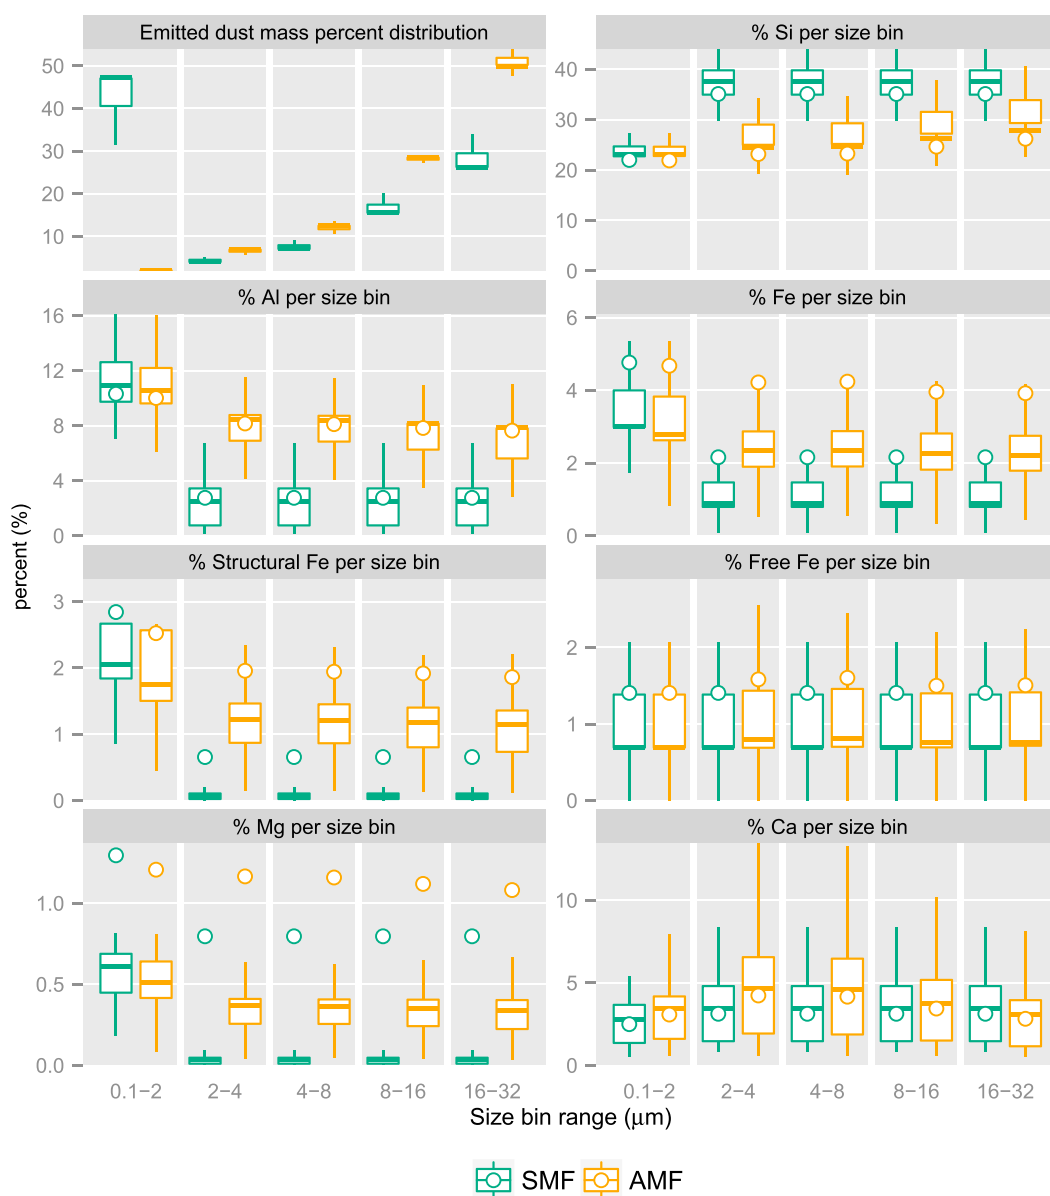 Emitted dust mass percent distribution
% Si per size bin
50
40
30
20
10
40
30
20
10
0
% Al per size bin
% Fe per size bin
16
12
8
4
0
6
4
2
0
percent (%)
% Structural Fe per size bin
% Free Fe per size bin
3
2
1
0
2
1
0
% Mg per size bin
% Ca per size bin
1.0
0.5
0.0
10
5
0
0.1−2 2−4 4−8 8−16 16−32
0.1−2 2−4 4−8 8−16 16−32
Size bin range (μm)
SMF AMF